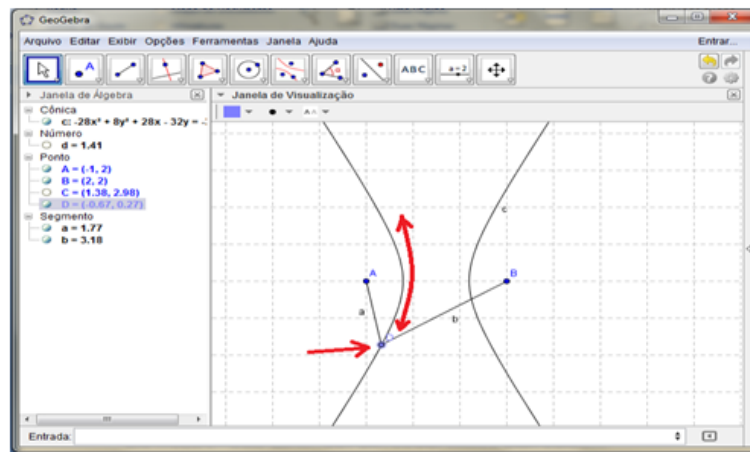 GeoGebra
Arquivo Editar Exibir Opções Ferramentas Janela Ajuda
Entrar...
A
ABC
a=2
Janela de Álgebra
Cônica
c: -28x² + 8y² + 28x - 32y = -
Número
d = 1.41
Ponto
A = (-1, 2)
B = (2, 2)
C = (1.38, 2.98)
D = (-0.67, 0.27)
Segmento
a = 1.77
b = 3.18
Janela de Visualização
c
A
B
a
b
Entrada: